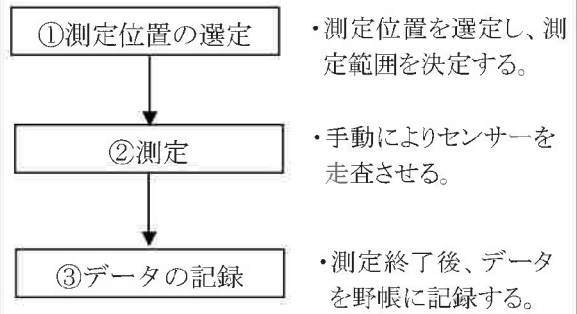 ①測定位置の選定
・測定位置を選定し、測
定範囲を決定する。
②測定
・手動によりセンサーを
走査させる。
③データの記録
・測定終了後、データ
を野帳に記録する。